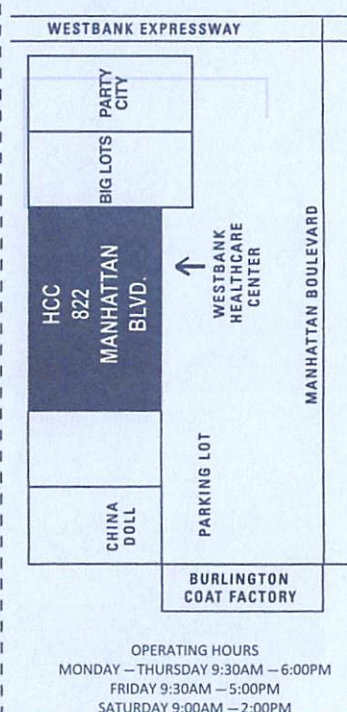 WESTBANK EXPRESSWAY
PARTY
CITY
BIG LOTS
HCC
822
MANHATTAN
BLVD.
WESTBANK
HEALTHCARE
CENTER
MANHATTAN BOULEVARD
PARKING LOT
CHINA
DOLL
BURLINGTON
COAT FACTORY
OPERATING HOURS
MONDAY — THURSDAY 9:30AM — 6:00PM
FRIDAY 9:30AM — 5:00PM
SATURDAY 9:00AM — 2:00PM